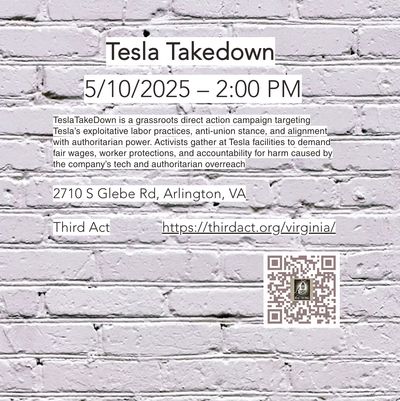 Tesla Takedown
5/10/2025 – 2:00 PM
TeslaTakeDown is a grassroots direct action campaign targeting
Tesla's exploitative labor practices, anti-union stance, and alignment
with authoritarian power. Activists gather at Tesla facilities to demand
fair wages, worker protections, and accountability for harm caused by
the company's tech and authoritarian overreach
2710 S Glebe Rd, Arlington, VA
Third Act https://thirdact.org/virginia/